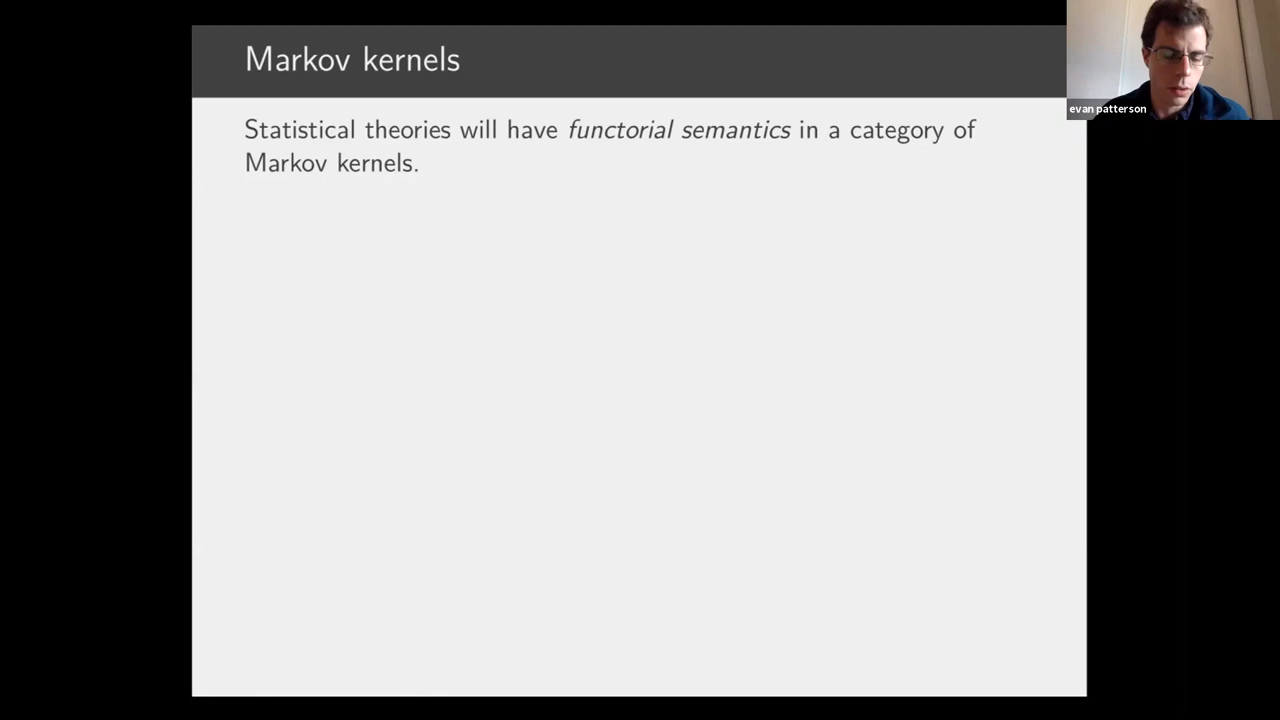 Markov kernels
Statistical theories will have functorial semantics in a category of
Markov kernels.
evan patterson